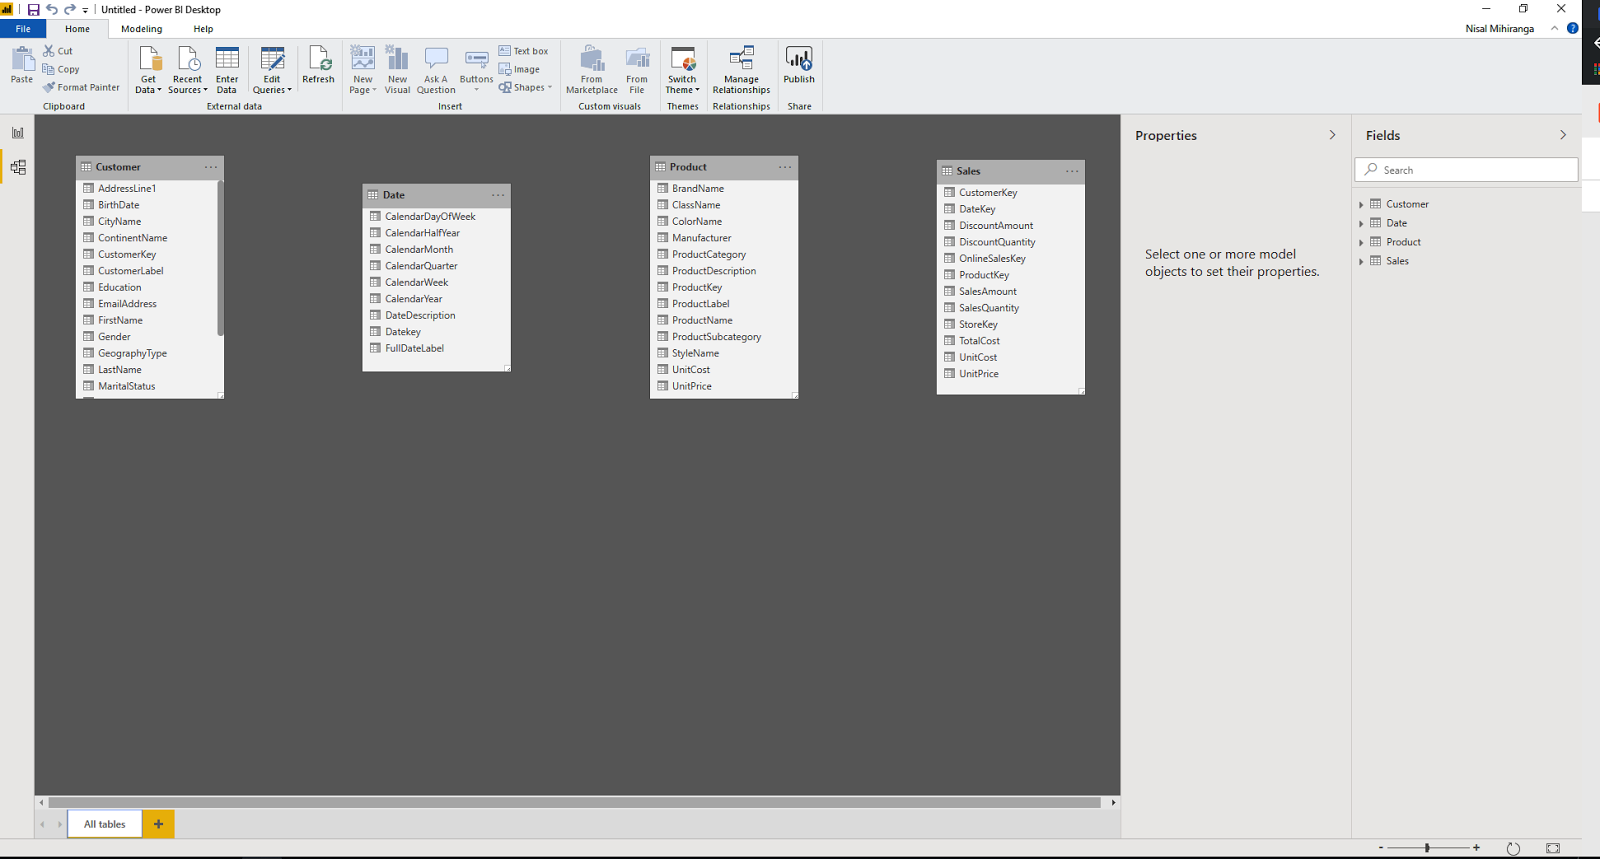 Untitled - Power BI Desktop
File Home Modeling Help
Nisal Mihiranga
Paste
Cut
Copy
Format Painter
Clipboard
Get Data
Recent Sources
Enter Data
Edit Queries
Refresh
External data
New Page
New Visual
Ask A Question
Buttons
Text box
Image
Shapes
Insert
From Marketplace
From File
Custom visuals
Switch Theme
Themes
Manage Relationships
Relationships
Publish
Share
Customer
AddressLine1
BirthDate
CityName
ContinentName
CustomerKey
CustomerLabel
Education
EmailAddress
FirstName
Gender
GeographyType
LastName
MaritalStatus
Date
CalendarDayOfWeek
CalendarHalfYear
CalendarMonth
CalendarQuarter
CalendarWeek
CalendarYear
DateDescription
Datekey
FullDateLabel
Product
BrandName
ClassName
ColorName
Manufacturer
ProductCategory
ProductDescription
ProductKey
ProductLabel
ProductName
ProductSubcategory
StyleName
UnitCost
UnitPrice
Sales
CustomerKey
DateKey
DiscountAmount
DiscountQuantity
OnlineSalesKey
ProductKey
SalesAmount
SalesQuantity
StoreKey
TotalCost
UnitCost
UnitPrice
Properties
Select one or more model
objects to set their properties.
Fields
Search
Customer
Date
Product
Sales
All tables